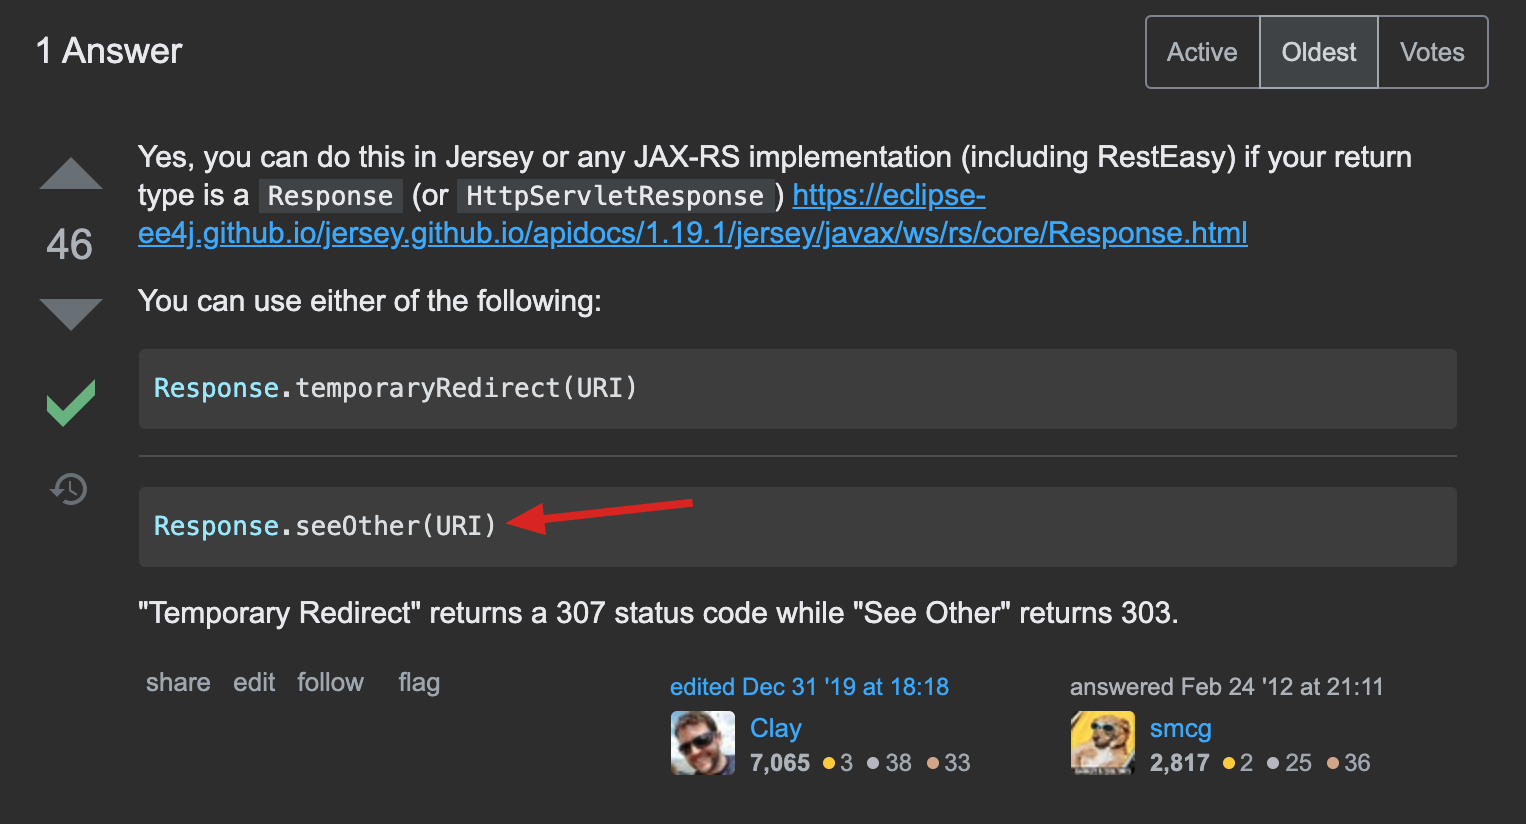 1 Answer
Active Oldest Votes
Yes, you can do this in Jersey or any JAX-RS implementation (including RestEasy) if your return
type is a Response (or HttpServletResponse) https://eclipse-
ee4j.github.io/jersey.github.io/apidocs/1.19.1/jersey/javax/ws/rs/core/Response.html
46
You can use either of the following:
Response.temporaryRedirect(URI)
Response.seeOther(URI)
"Temporary Redirect" returns a 307 status code while "See Other" returns 303.
share edit follow flag
edited Dec 31 '19 at 18:18
Clay
7,065 3 38 33
answered Feb 24 '12 at 21:11
smcg
2,817 2 25 36